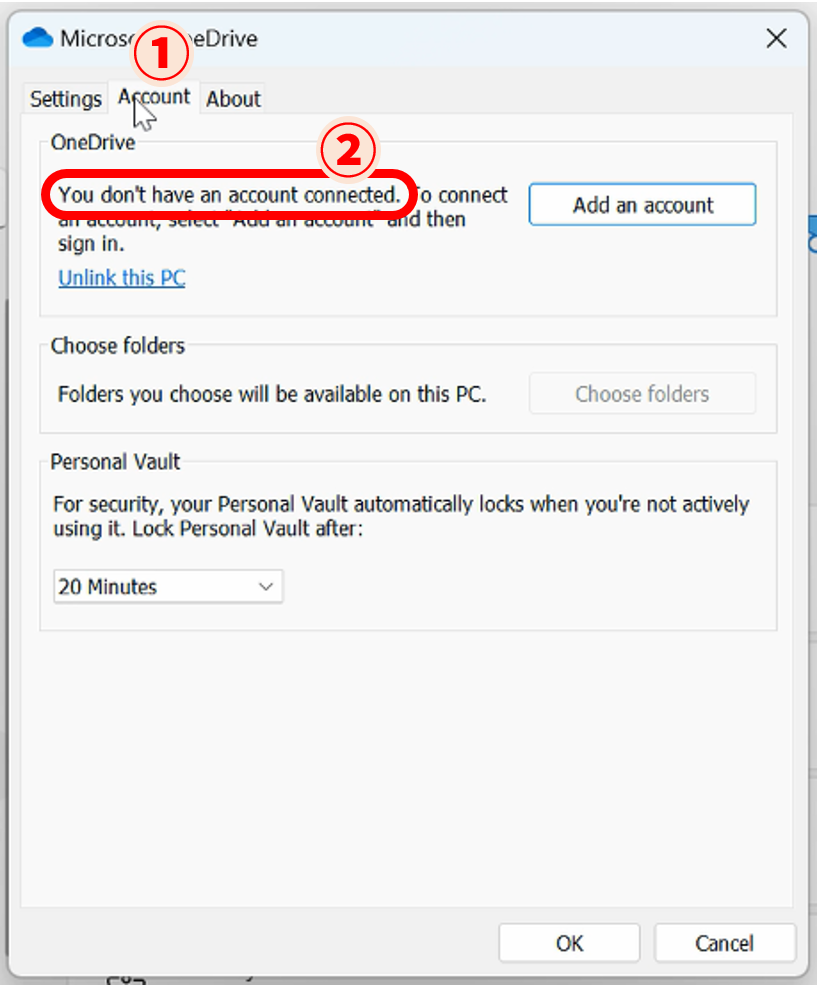 Microso eDrive
1
Settings Account About
OneDrive
2
You don't have an account connected. To connect
an account, select "Add an account" and then
sign in.
Add an account
Unlink this PC
Choose folders
Folders you choose will be available on this PC.
Choose folders
Personal Vault
For security, your Personal Vault automatically locks when you're not actively
using it. Lock Personal Vault after:
20 Minutes
OK Cancel